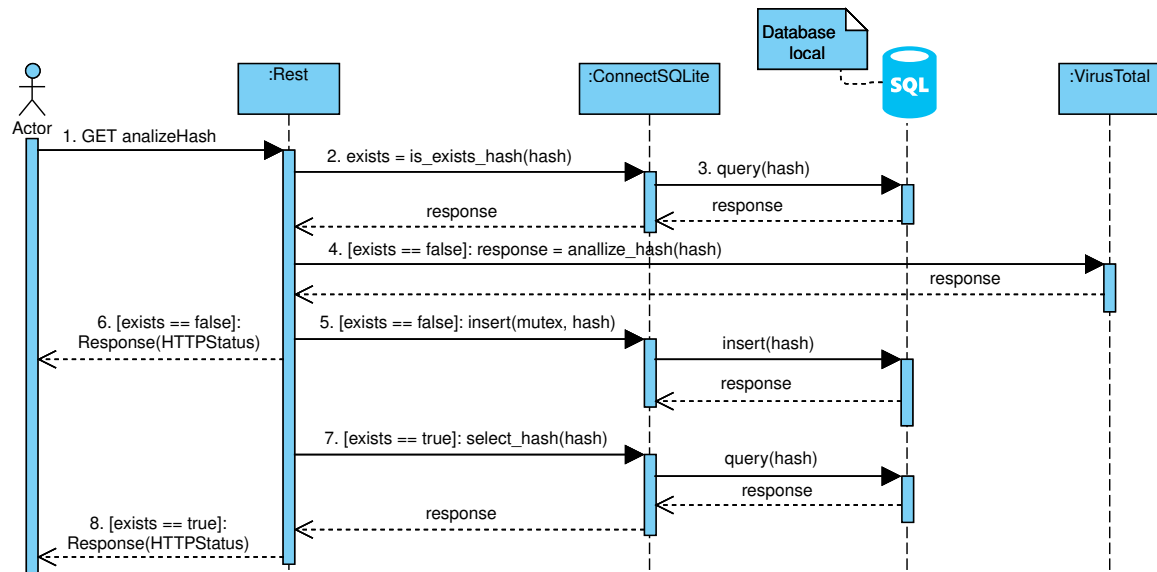 Database
local
:Rest
:ConnectSQLite
SQL
:VirusTotal
Actor
1. GET analizeHash
2. exists = is_exists_hash(hash)
3. query(hash)
response
response
4. [exists == false]: response = anallize_hash(hash)
response
6. [exists == false]:
Response(HTTPStatus)
5. [exists == false]: insert(mutex, hash)
insert(hash)
response
7. [exists == true]: select_hash(hash)
query(hash)
response
response
8. [exists == true]:
Response(HTTPStatus)